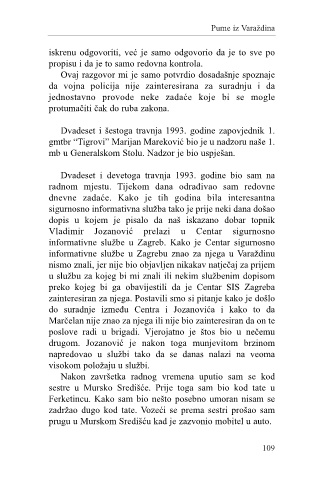 Pume iz Varaždina
iskrenu odgovoriti, već je samo odgovorio da je to sve po
propisu i da je to samo redovna kontrola.
Ovaj razgovor mi je samo potvrdio dosadašnje spoznaje
da vojna policija nije zainteresirana za suradnju i da
jednostavno provode neke zadaće koje bi se mogle
protumačiti čak do ruba zakona.
Dvadeset i šestoga travnja 1993. godine zapovjednik 1.
gmtbr “Tigrovi” Marijan Mareković bio je u nadzoru naše 1.
mb u Generalskom Stolu. Nadzor je bio uspješan.
Dvadeset i devetoga travnja 1993. godine bio sam na
radnom mjestu. Tijekom dana odrađivao sam redovne
dnevne zadaće. Kako je tih godina bila interesantna
sigurnosno informativna služba tako je prije neki dana došao
dopis u kojem je pisalo da naš iskazano dobar topnik
Vladimir Jozanović prelazi u Centar sigurnosno
informativne službe u Zagreb. Kako je Centar sigurnosno
informativne službe u Zagrebu znao za njega u Varaždinu
nismo znali, jer nije bio objavljen nikakav natječaj za prijem
u službu za kojeg bi mi znali ili nekim službenim dopisom
preko kojeg bi ga obavijestili da je Centar SIS Zagreba
zainteresiran za njega. Postavili smo si pitanje kako je došlo
do suradnje između Centra i Jozanovića i kako to da
Marčelan nije znao za njega ili nije bio zainteresiran da on te
poslove radi u brigadi. Vjerojatno je štos bio u nečemu
drugom. Jozanović je nakon toga munjevitom brzinom
napredovao u službi tako da se danas nalazi na veoma
visokom položaju u službi.
Nakon završetka radnog vremena uputio sam se kod
sestre u Mursko Središće. Prije toga sam bio kod tate u
Ferketincu. Kako sam bio nešto posebno umoran nisam se
zadržao dugo kod tate. Vozeći se prema sestri prošao sam
prugu u Murskom Središću kad je zazvonio mobitel u auto.
109